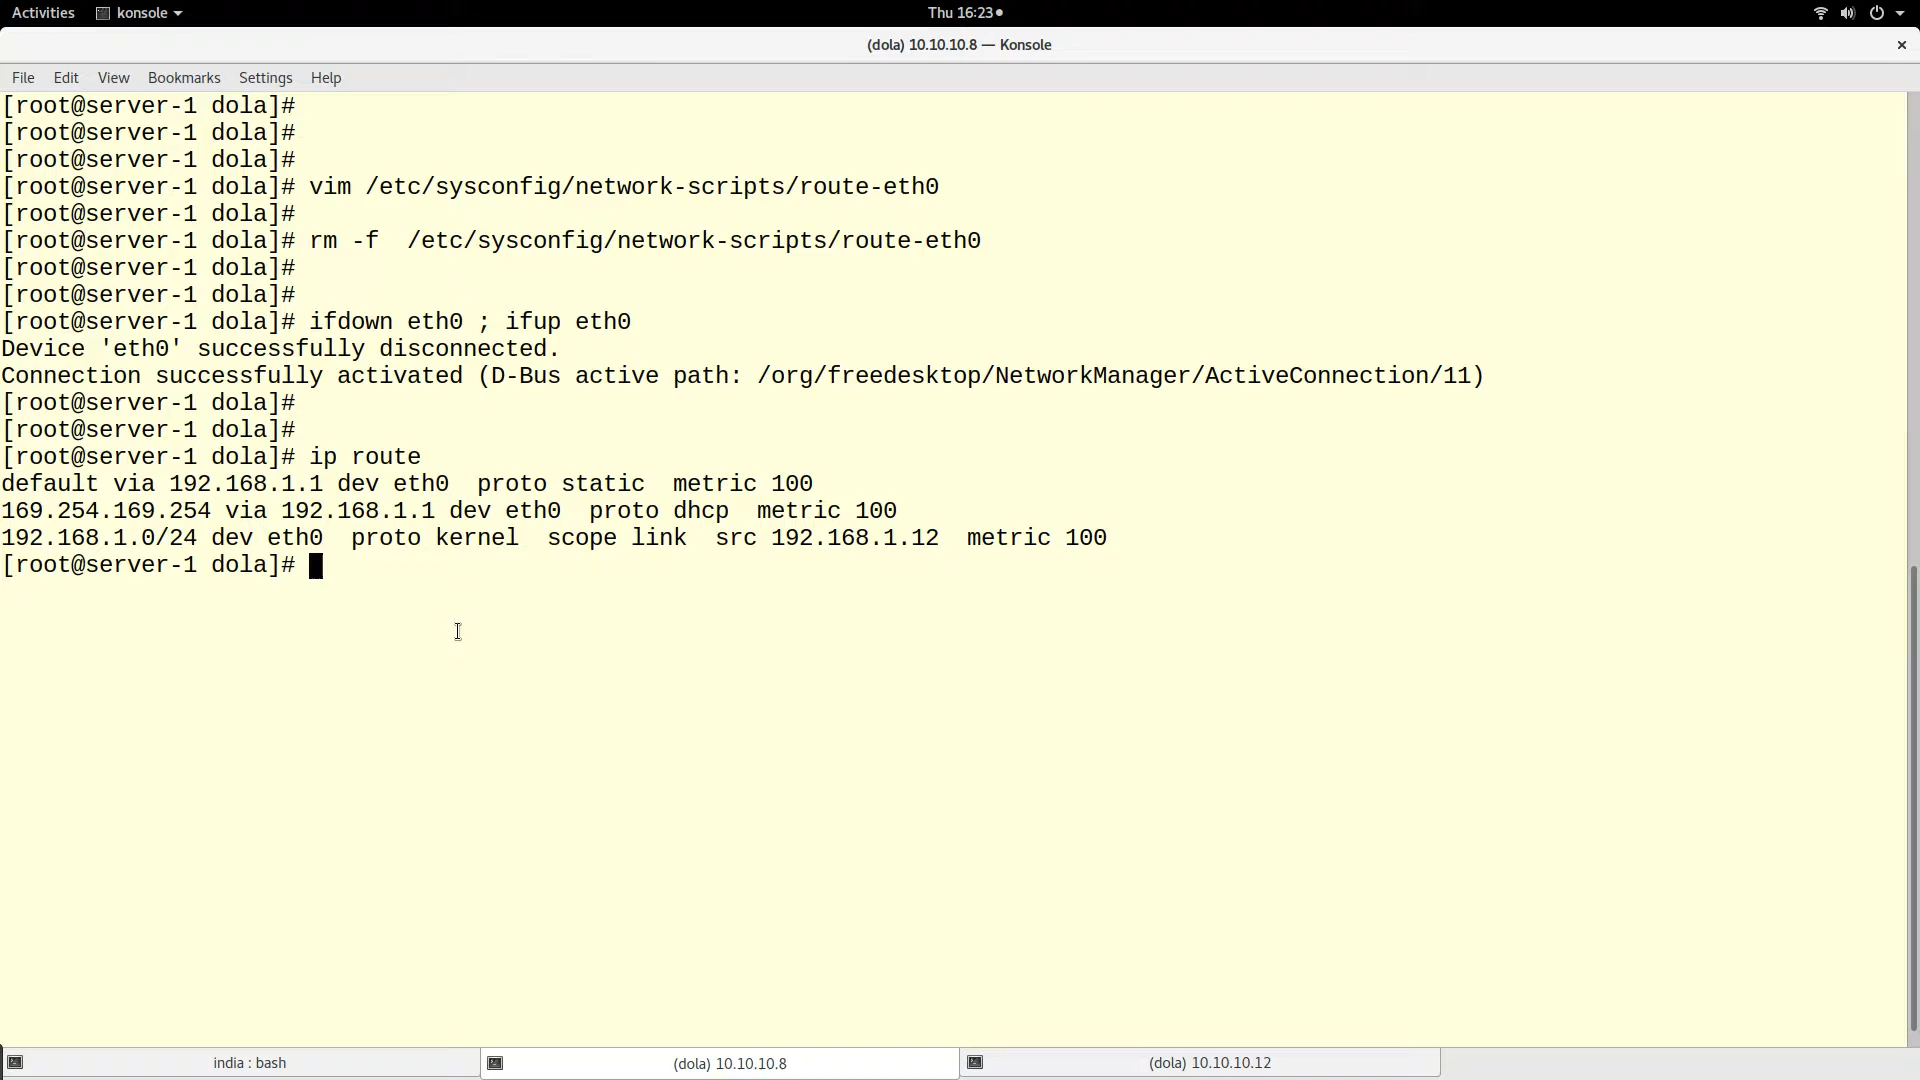 Activities konsole Thu 16:23
(dola) 10.10.10.8 — Konsole
File Edit View Bookmarks Settings Help
[root@server-1 dola]#
[root@server-1 dola]#
[root@server-1 dola]#
[root@server-1 dola]# vim /etc/sysconfig/network-scripts/route-eth0
[root@server-1 dola]#
[root@server-1 dola]# rm -f  /etc/sysconfig/network-scripts/route-eth0
[root@server-1 dola]#
[root@server-1 dola]#
[root@server-1 dola]# ifdown eth0 ; ifup eth0
Device 'eth0' successfully disconnected.
Connection successfully activated (D-Bus active path: /org/freedesktop/NetworkManager/ActiveConnection/11)
[root@server-1 dola]#
[root@server-1 dola]#
[root@server-1 dola]# ip route
default via 192.168.1.1 dev eth0  proto static  metric 100
169.254.169.254 via 192.168.1.1 dev eth0  proto dhcp  metric 100
192.168.1.0/24 dev eth0  proto kernel  scope link  src 192.168.1.12  metric 100
[root@server-1 dola]#
india : bash (dola) 10.10.10.8 (dola) 10.10.10.12